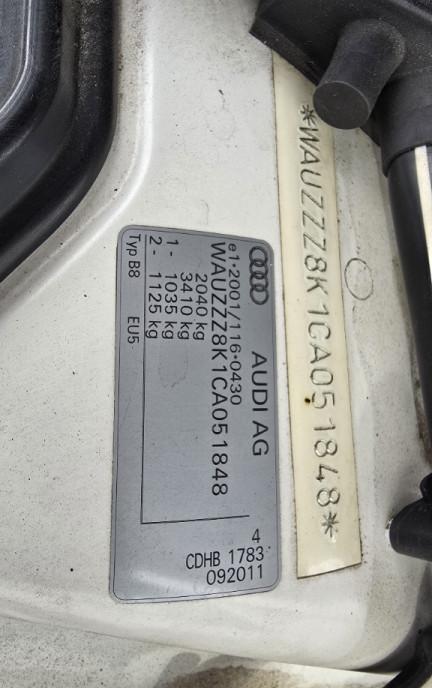 *WAUZZZ8K1CA051848*
AUDI AG
e1*2001/116*0430
WAUZZZ8K1CA051848
2040 kg
3410 kg
1 - 1035 kg
2 - 1125 kg
Typ B8 EU5
4
CDHB 1783
092011